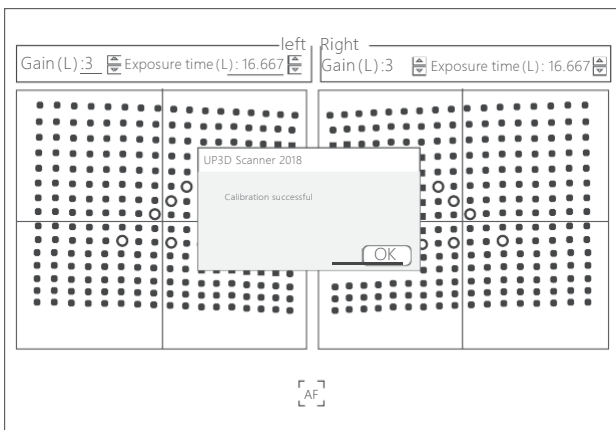 left Right
Gain (L) :3 Exposure time (L) : 16.667 Gain (L) :3 Exposure time (L) : 16.667
UP3D Scanner 2018
Calibration successful
OK
AF